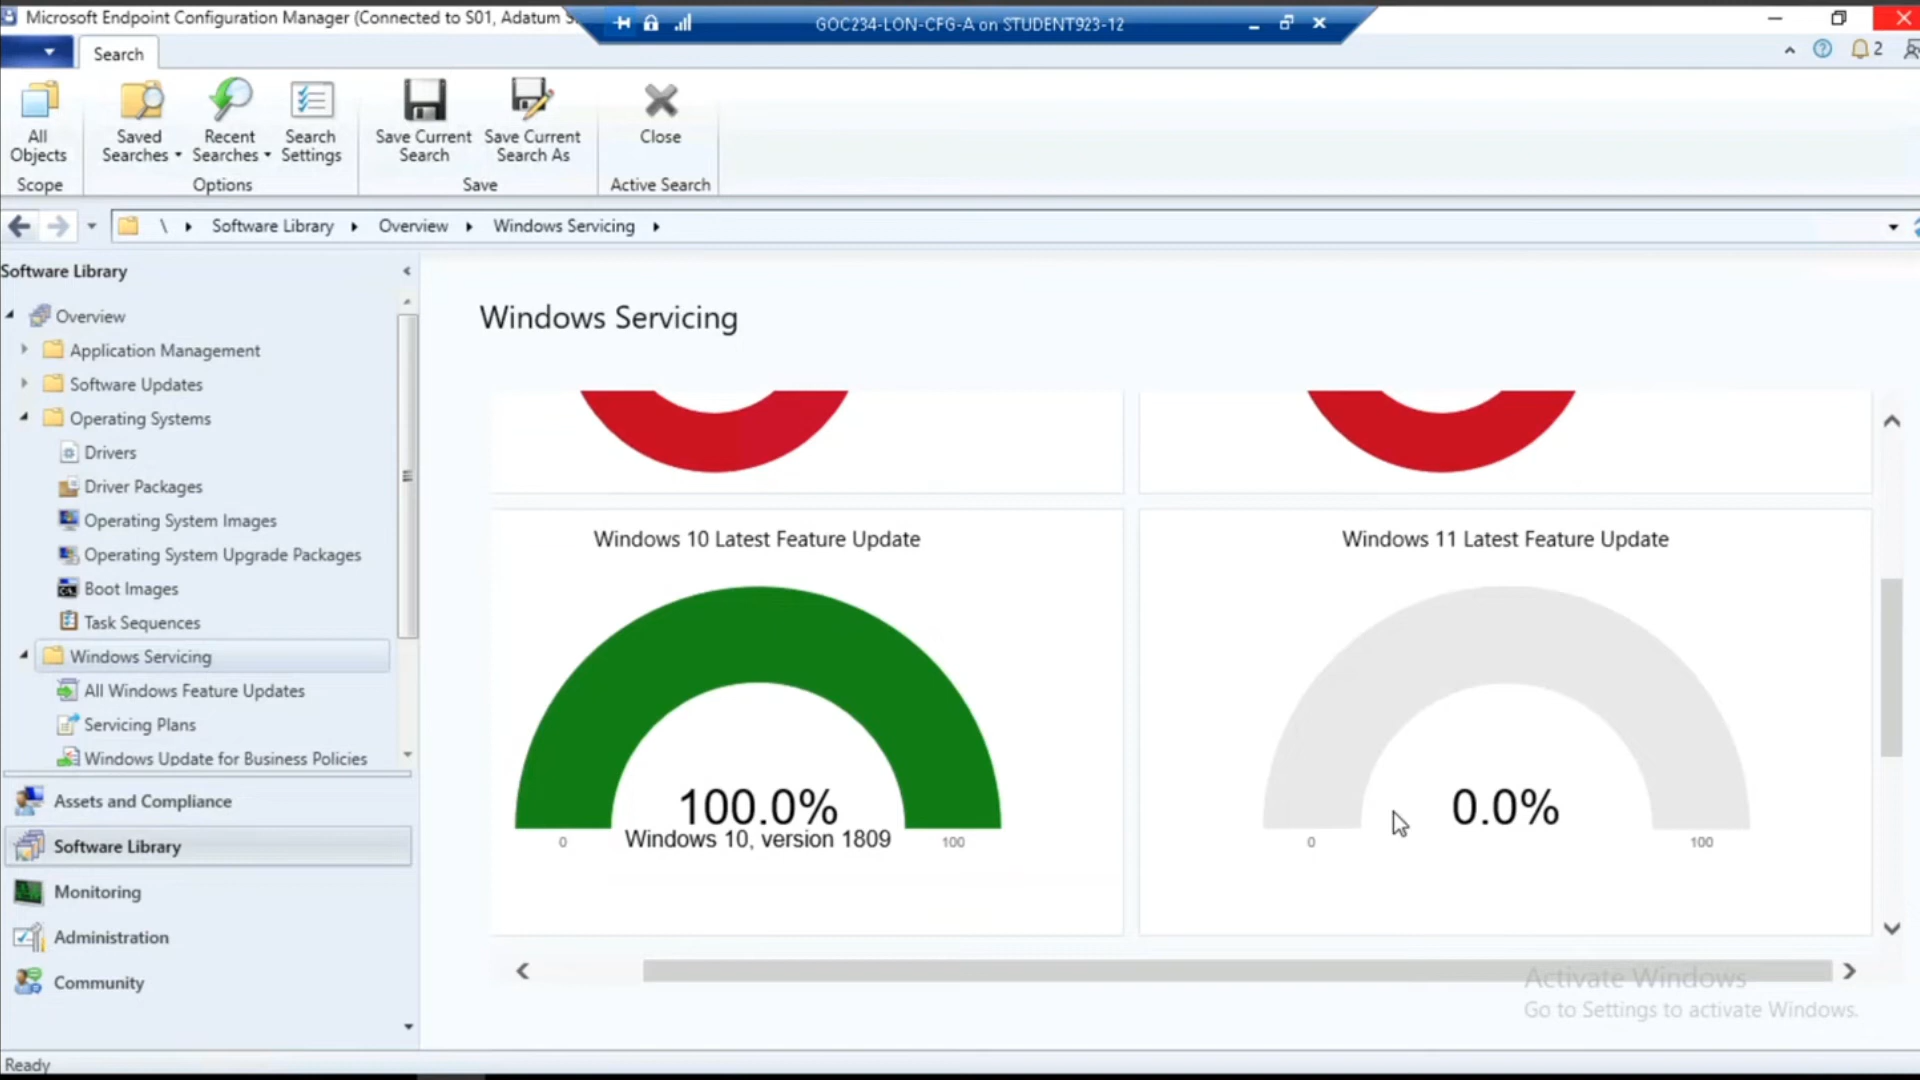 Microsoft Endpoint Configuration Manager (Connected to S01, Adatum S
GOC234-LON-CFG-A on STUDENT923-12
Search
2
All Objects
Saved Searches
Recent Searches
Search Settings
Save Current Search
Save Current Search As
Close
Scope
Options
Save
Active Search
\ Software Library Overview Windows Servicing
Software Library
Overview
Application Management
Software Updates
Operating Systems
Drivers
Driver Packages
Operating System Images
Operating System Upgrade Packages
Boot Images
Task Sequences
Windows Servicing
All Windows Feature Updates
Servicing Plans
Windows Update for Business Policies
Assets and Compliance
Software Library
Monitoring
Administration
Community
Windows Servicing
Windows 10 Latest Feature Update
100.0%
Windows 10, version 1809
0
100
Windows 11 Latest Feature Update
0.0%
0
100
Activate Windows
Go to Settings to activate Windows.
Ready